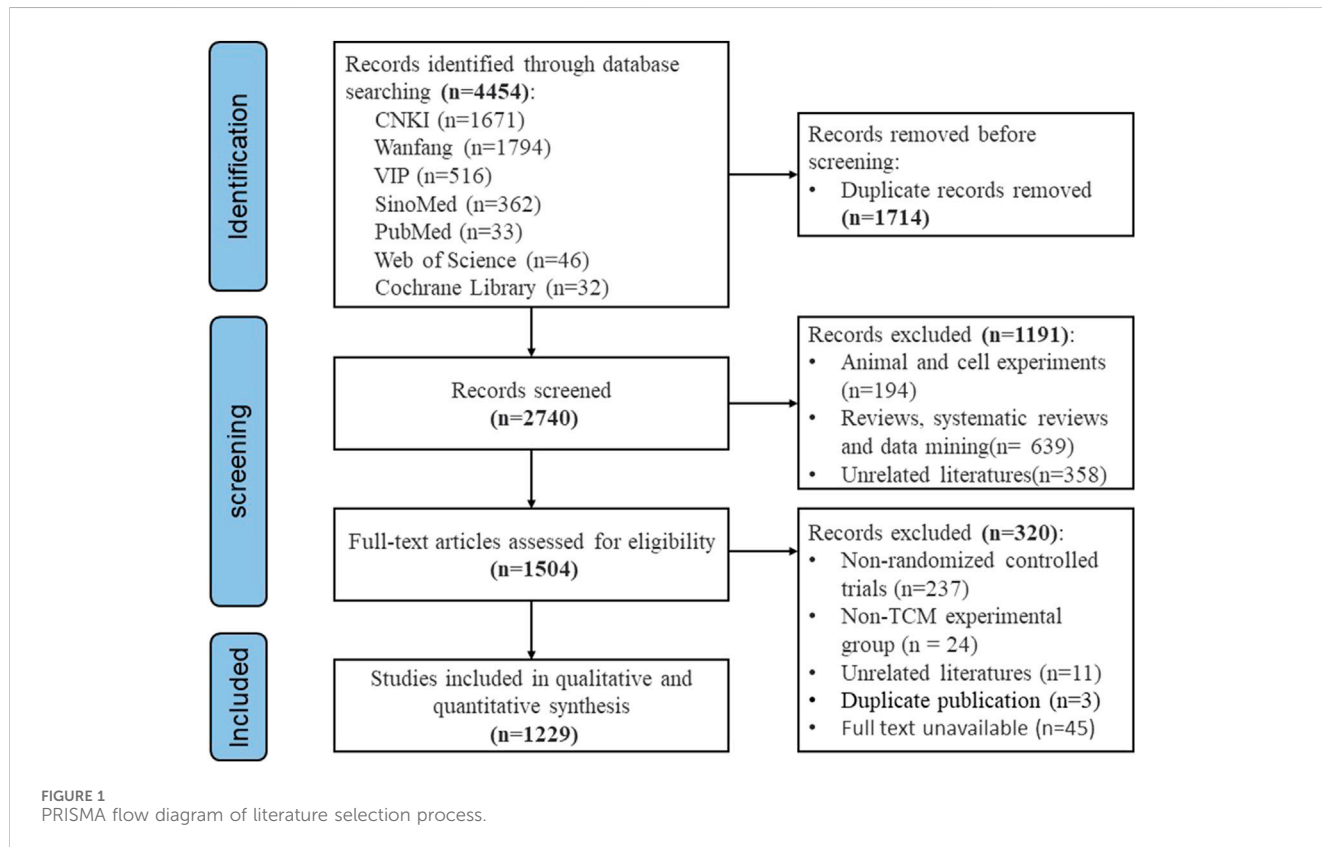 Identification
Records identified through database
searching (n=4454):
CNKI (n=1671)
Wanfang (n=1794)
VIP (n=516)
SinoMed (n=362)
PubMed (n=33)
Web of Science (n=46)
Cochrane Library (n=32)
Records removed before
screening:
• Duplicate records removed
(n=1714)
screening
Records screened
(n=2740)
Records excluded (n=1191):
• Animal and cell experiments
(n=194)
• Reviews, systematic reviews
and data mining(n= 639)
• Unrelated literatures(n=358)
Full-text articles assessed for eligibility
(n=1504)
Records excluded (n=320):
• Non-randomized controlled
trials (n=237)
• Non-TCM experimental
group (n = 24)
• Unrelated literatures (n=11)
• Duplicate publication (n=3)
• Full text unavailable (n=45)
Included
Studies included in qualitative and
quantitative synthesis
(n=1229)
FIGURE 1
PRISMA flow diagram of literature selection process.